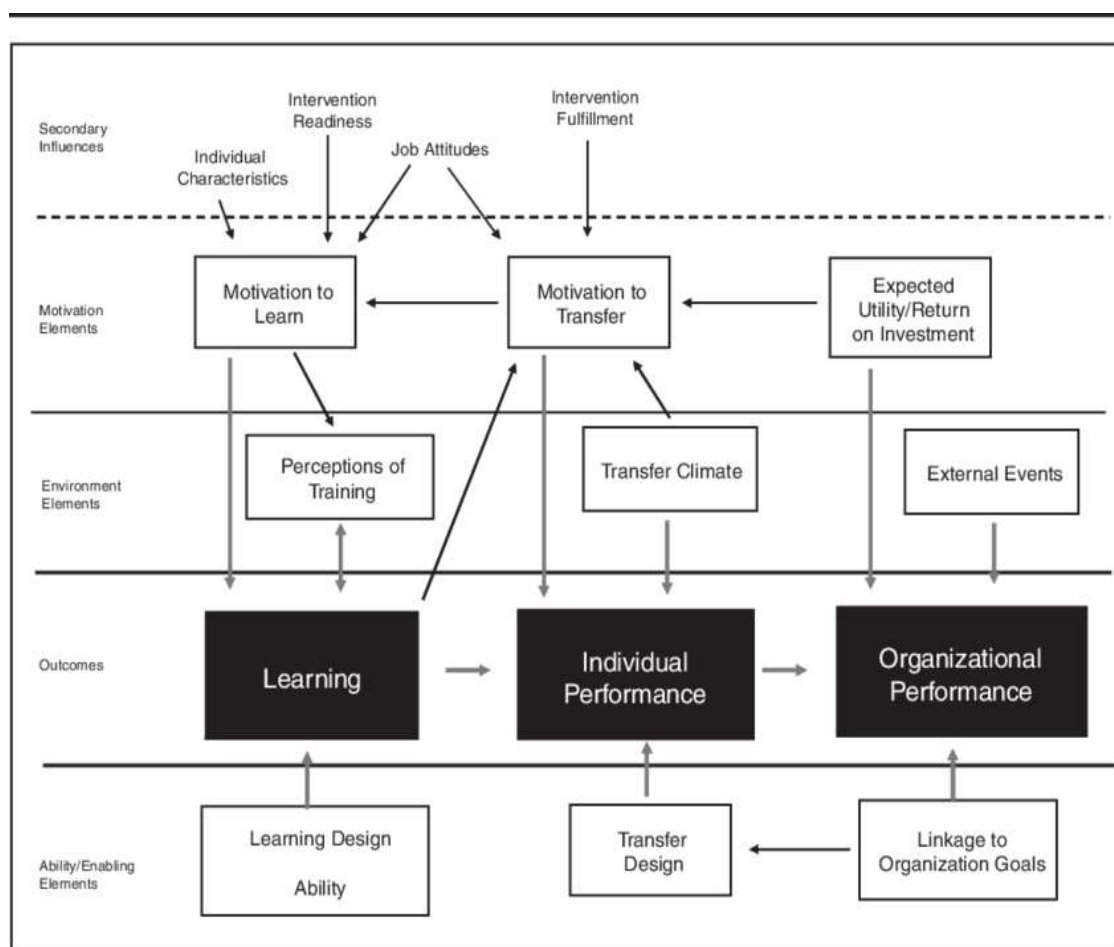 Secondary
Influences
Individual
Characteristics
Intervention
Readiness
Job Attitudes
Intervention
Fulfillment
Motivation
Elements
Motivation to
Learn
Motivation to
Transfer
Expected
Utility/Return
on Investment
Environment
Elements
Perceptions of
Training
Transfer Climate
External Events
Outcomes
Learning
Individual
Performance
Organizational
Performance
Ability/Enabling
Elements
Learning Design
Ability
Transfer
Design
Linkage to
Organization Goals